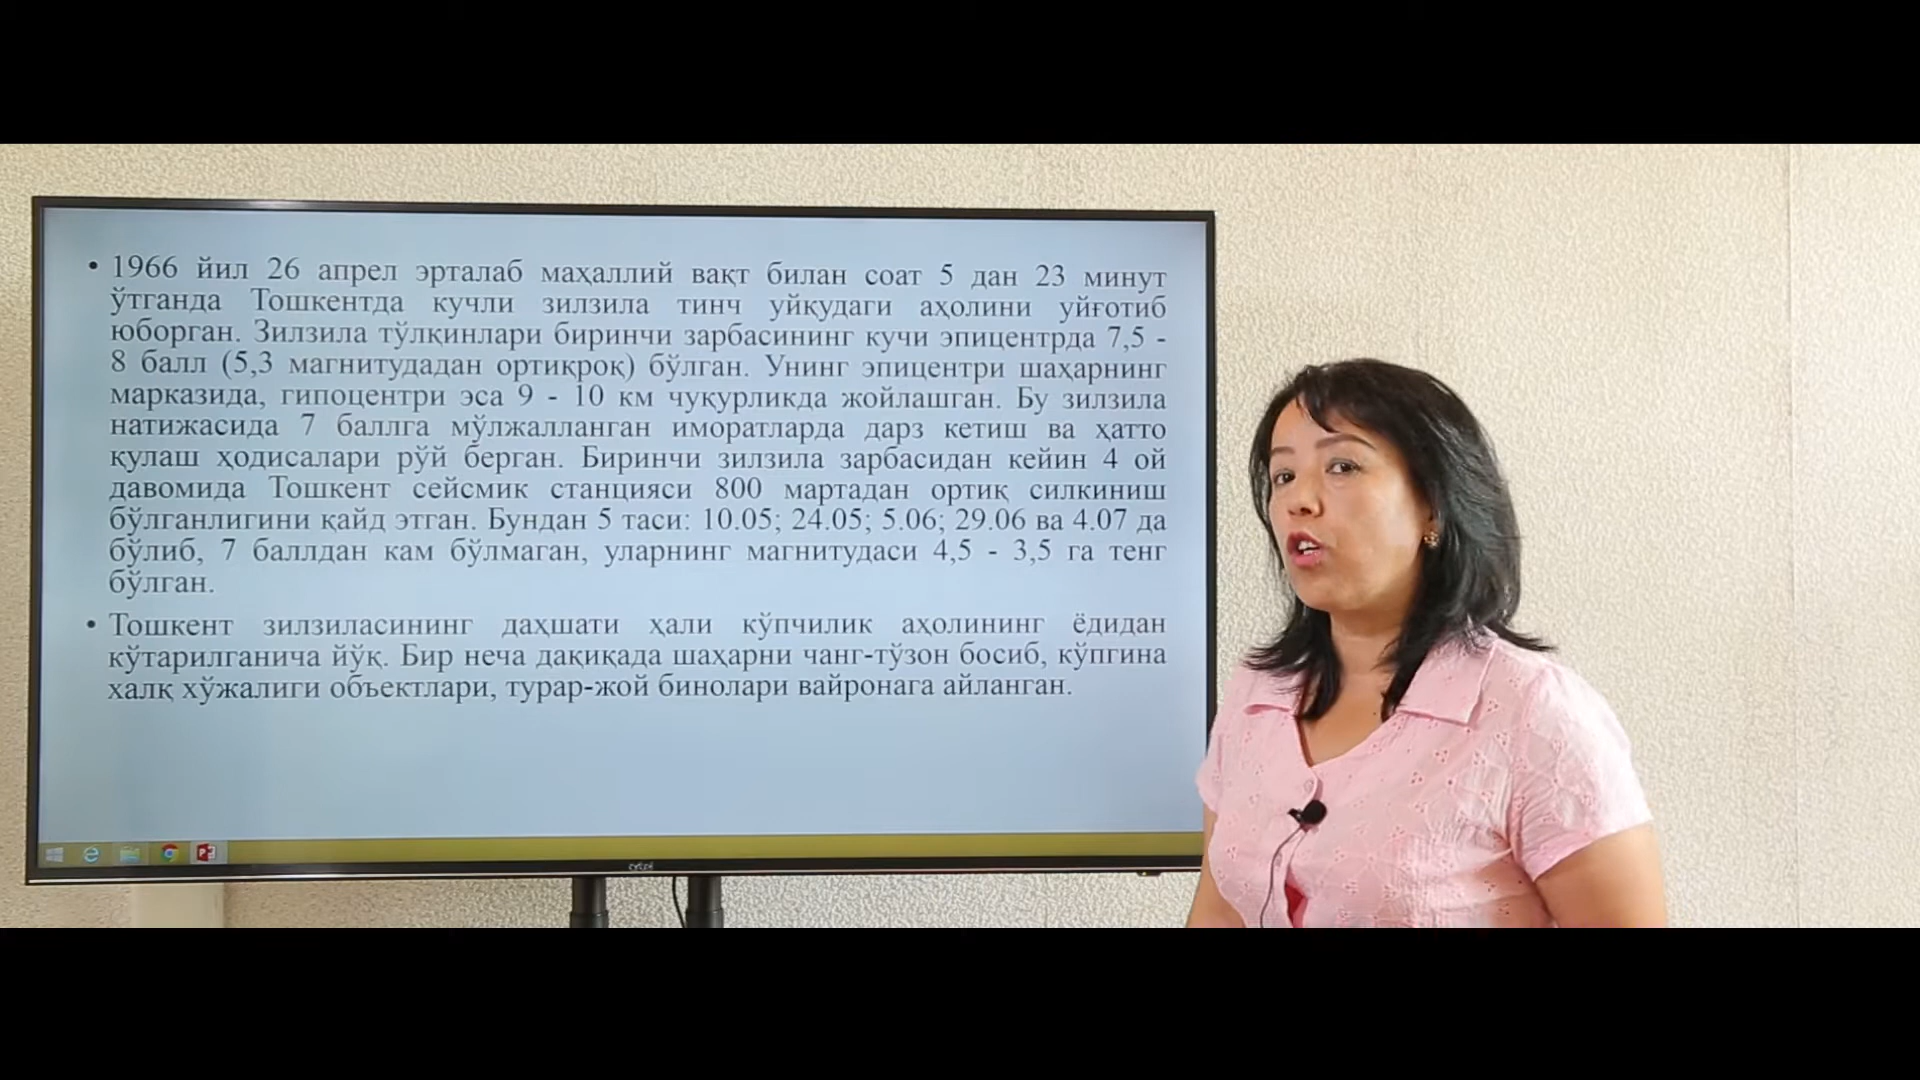 • 1966 йил 26 апрел эрталаб маҳаллий вақт билан соат 5 дан 23 минут
ўтганда Тошкентда кучли зилзила тинч уйқудаги аҳолини уйғотиб
юборган. Зилзила тўлқинлари биринчи зарбасининг кучи эпицентрда 7,5 -
8 балл (5,3 магнитудадан ортиқроқ) бўлган. Унинг эпицентри шаҳарнинг
марказида, гипоцентри эса 9 - 10 км чуқурликда жойлашган. Бу зилзила
натижасида 7 баллга мўлжалланган иморатларда дарз кетиш ва ҳатто
қулаш ҳодисалари рўй берган. Биринчи зилзила зарбасидан кейин 4 ой
давомида Тошкент сейсмик станцияси 800 мартадан ортиқ силкиниш
бўлганлигини қайд этган. Бундан 5 таси: 10.05; 24.05; 5.06; 29.06 ва 4.07 да
бўлиб, 7 баллдан кам бўлмаган, уларнинг магнитудаси 4,5 - 3,5 га тенг
бўлган.
• Тошкент зилзиласининг даҳшати ҳали кўпчилик аҳолининг ёдидан
кўтарилганича йўқ. Бир неча дақиқада шаҳарни чанг-тўзон босиб, кўпгина
халқ хўжалиги объектлари, турар-жой бинолари вайронага айланган.